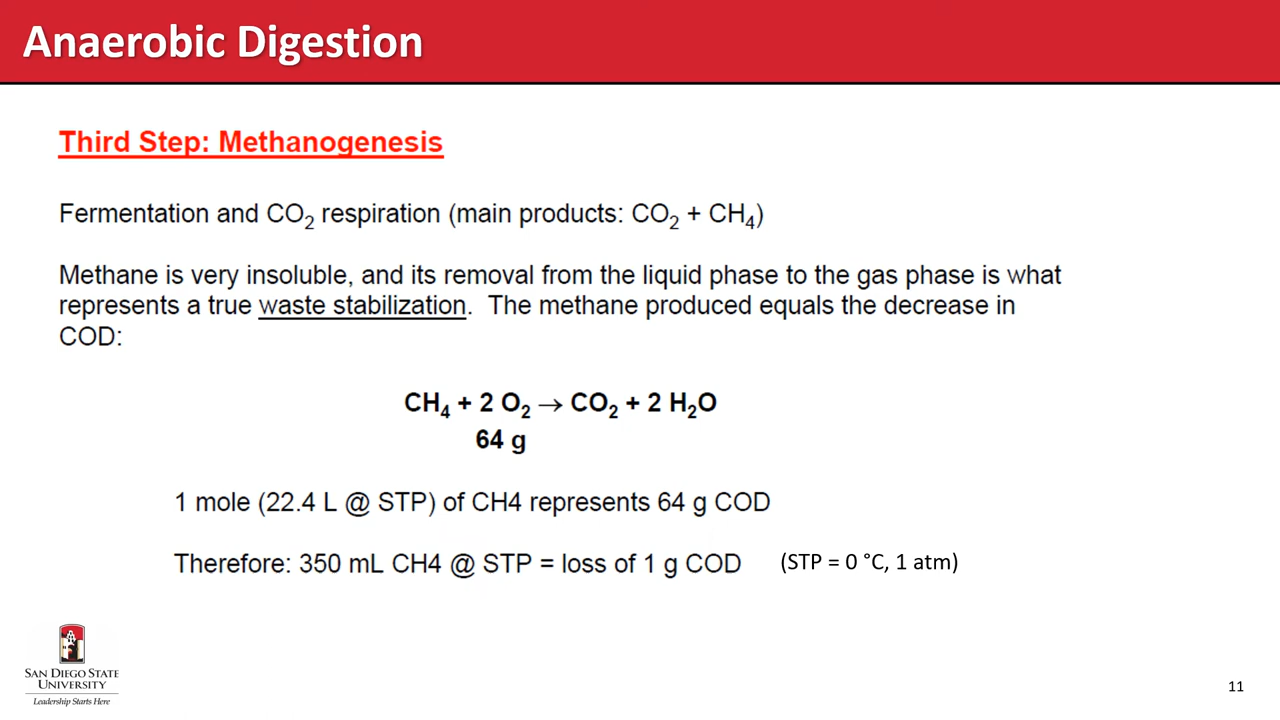 Anaerobic Digestion
Third Step: Methanogenesis
Fermentation and CO₂ respiration (main products: CO₂ + CH₄)
Methane is very insoluble, and its removal from the liquid phase to the gas phase is what
represents a true waste stabilization. The methane produced equals the decrease in
COD:
CH₄ + 2 O₂ → CO₂ + 2 H₂O
64 g
1 mole (22.4 L @ STP) of CH4 represents 64 g COD
Therefore: 350 mL CH4 @ STP = loss of 1 g COD (STP = 0 °C, 1 atm)
SAN DIEGO STATE
UNIVERSITY
Leadership Starts Here
11